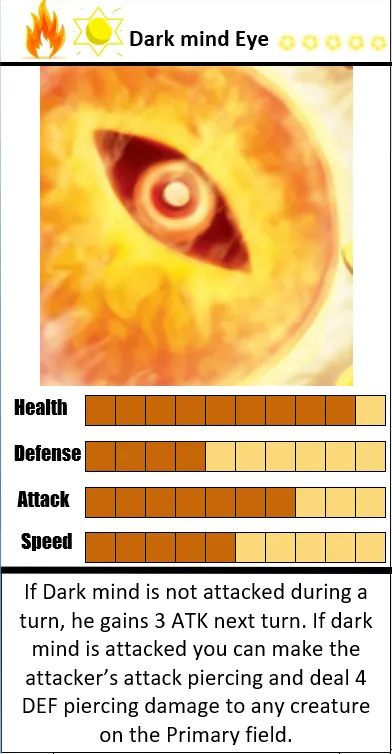 Dark mind Eye
Health
Defense
Attack
Speed
If Dark mind is not attacked during a
turn, he gains 3 ATK next turn. If dark
mind is attacked you can make the
attacker’s attack piercing and deal 4
DEF piercing damage to any creature
on the Primary field.